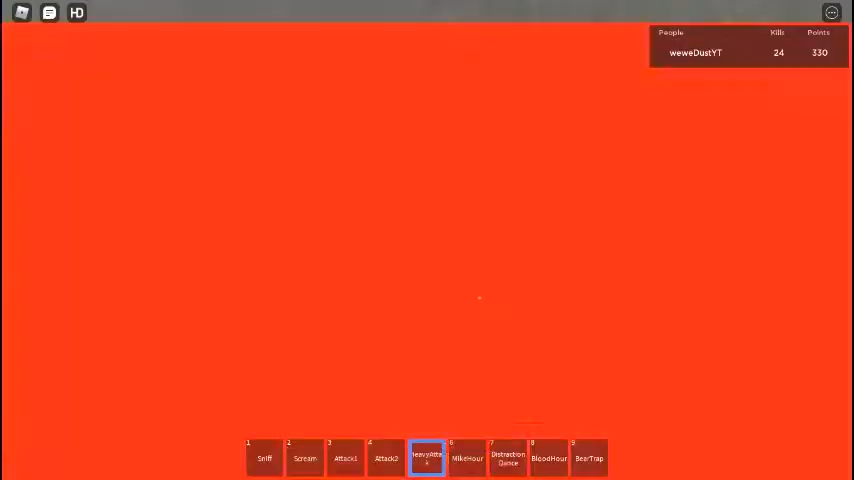 HD
People Kills Points
weweDustYT 24 330
1 2 3 4 6 7 8 9
Sniff Scream Attack1 Attack2 HeavyAttac
k MikeHour Distraction
Dance BloodHour BearTrap